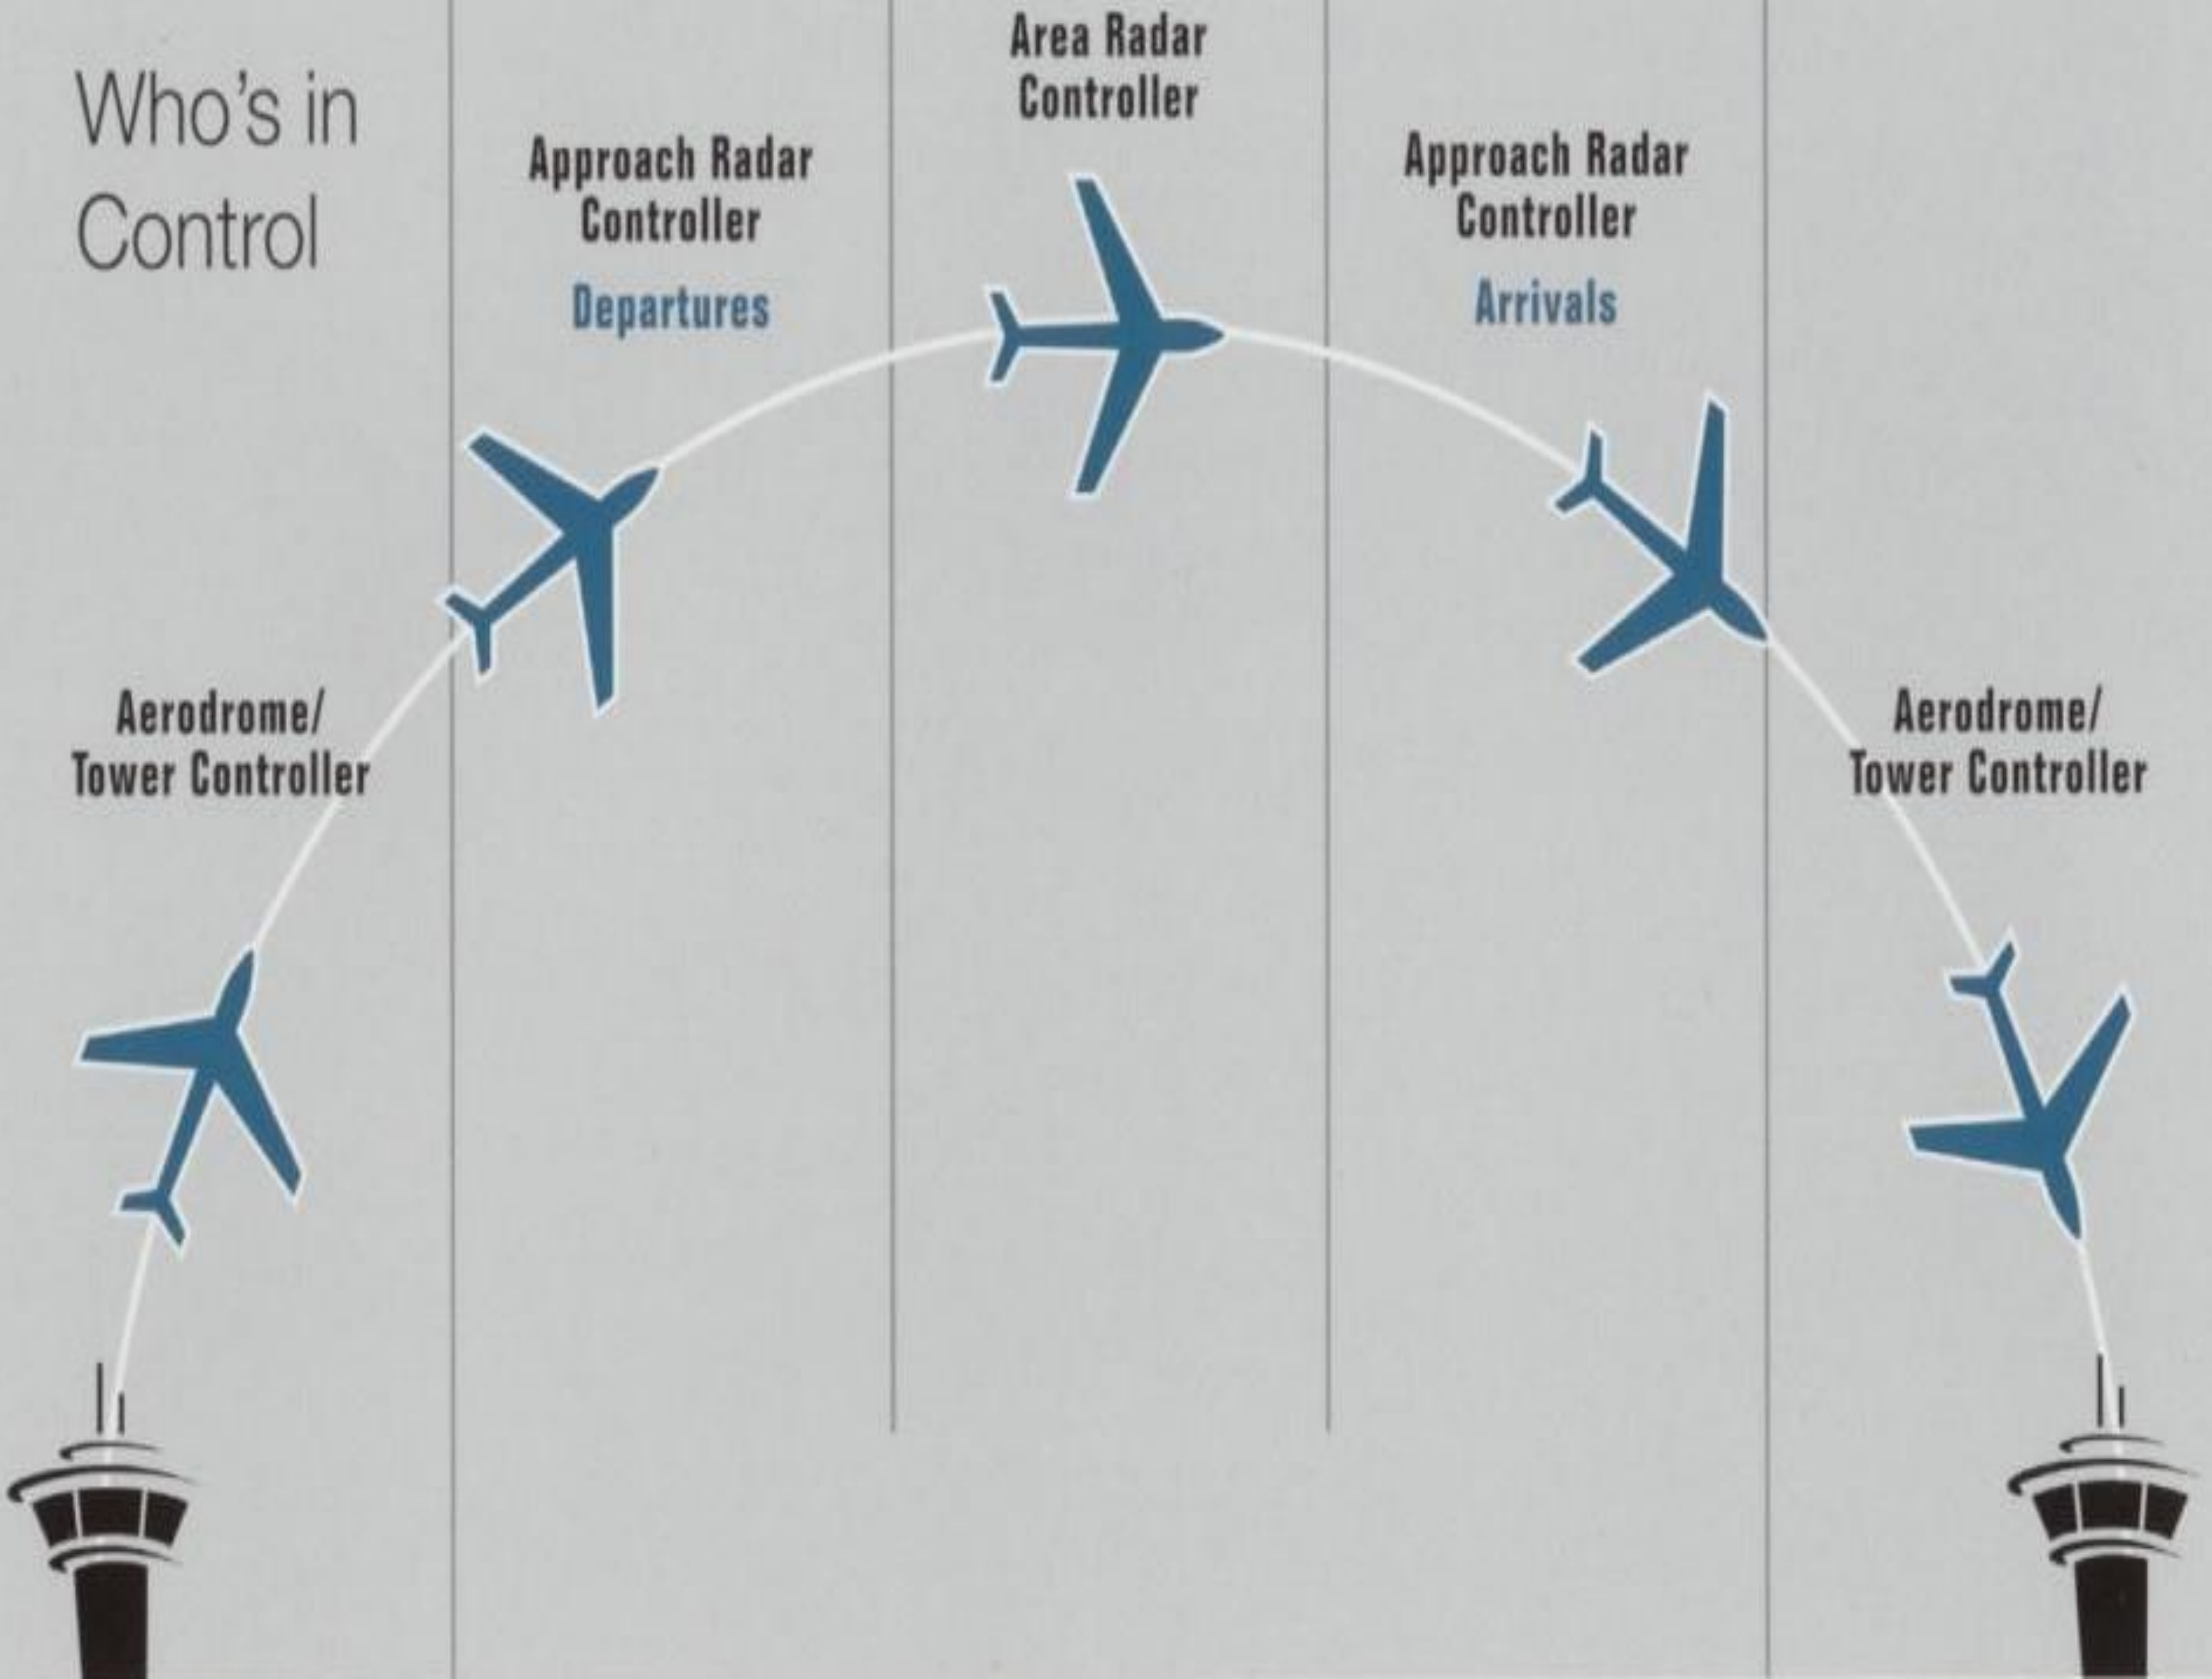 Who's in
Control
Aerodrome/
Tower Controller
Approach Radar
Controller
Departures
Area Radar
Controller
Approach Radar
Controller
Arrivals
Aerodrome/
Tower Controller